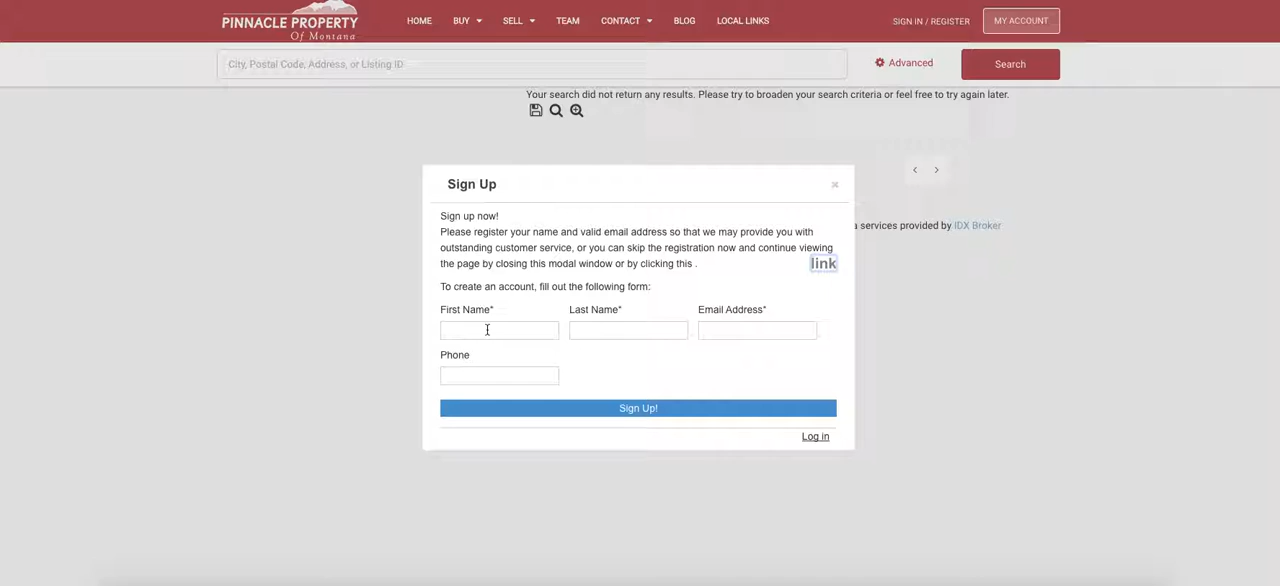 PINNACLE PROPERTY
Of Montana
HOME BUY SELL TEAM CONTACT BLOG LOCAL LINKS SIGN IN / REGISTER MY ACCOUNT
City, Postal Code, Address, or Listing ID Advanced Search
Your search did not return any results. Please try to broaden your search criteria or feel free to try again later.
Sign Up
Sign up now!
Please register your name and valid email address so that we may provide you with
outstanding customer service, or you can skip the registration now and continue viewing
the page by closing this modal window or by clicking this . link
a services provided by IDX Broker
To create an account, fill out the following form:
First Name* Last Name* Email Address*
Phone
Sign Up!
Log in